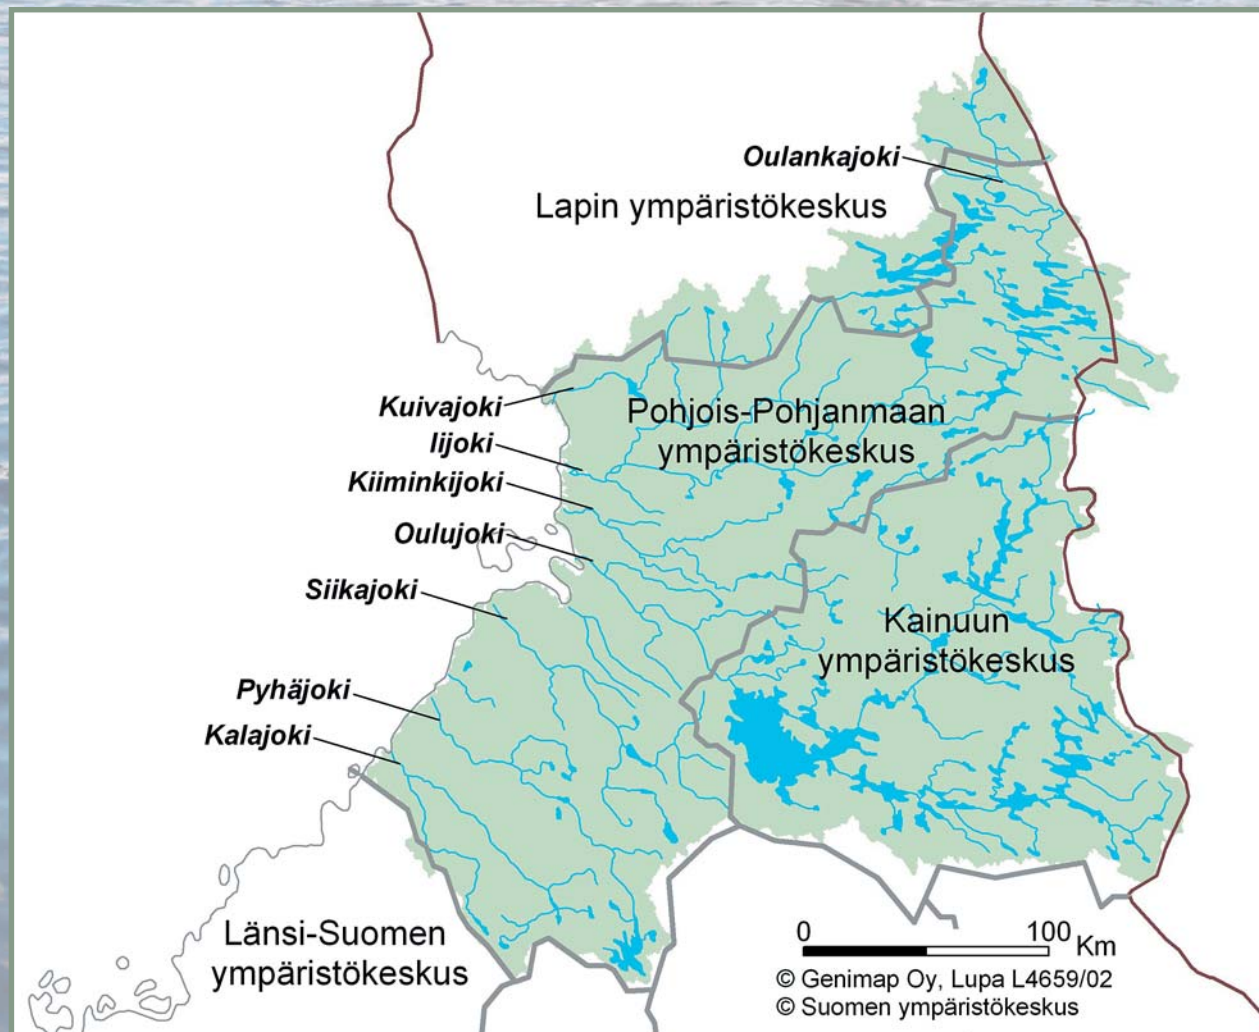 Oulankajoki
Lapin ympäristökeskus
Kuivajoki
Iijoki
Kiiminkijoki
Oulujoki
Siikajoki
Pyhäjoki
Kalajoki
Pohjois-Pohjanmaan
ympäristökeskus
Kainuun
ympäristökeskus
Länsi-Suomen
ympäristökeskus
0 100 Km
© Genimap Oy, Lupa L4659/02
© Suomen ympäristökeskus